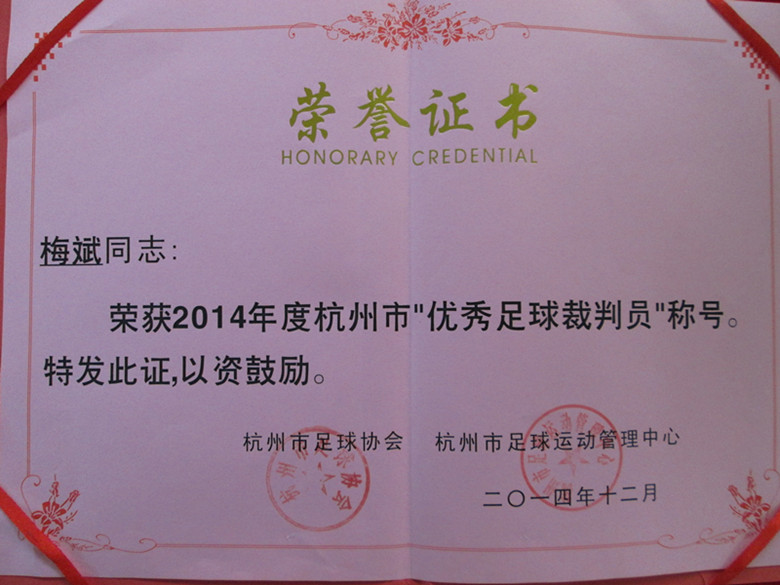 荣誉证书
HONORARY CREDENTIAL
梅斌同志:
荣获2014年度杭州市"优秀足球裁判员"称号。
特发此证,以资鼓励。
杭州市足球协会 杭州市足球运动管理中心
二〇一四年十二月